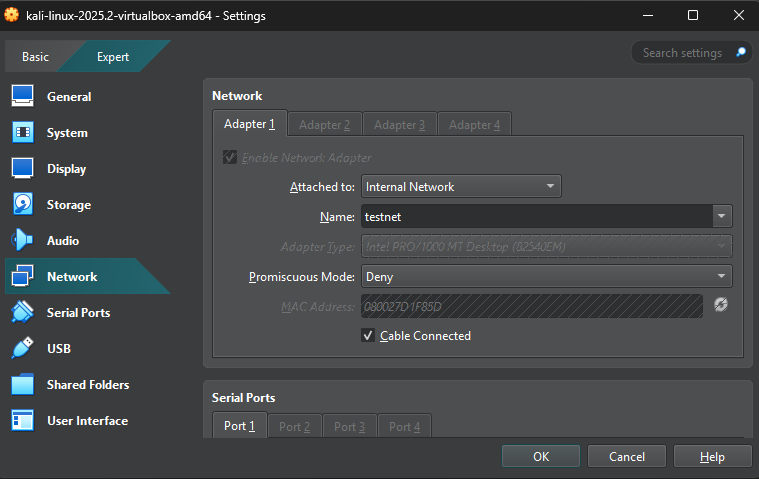 kali-linux-2025.2-virtualbox-amd64 - Settings
Basic Expert Search settings
General
System
Display
Storage
Audio
Network
Serial Ports
USB
Shared Folders
User Interface
Network
Adapter 1 Adapter 2 Adapter 3 Adapter 4
Enable Network Adapter
Attached to: Internal Network
Name: testnet
Adapter Type: Intel PRO/1000 MT Desktop (82540EM)
Promiscuous Mode: Deny
MAC Address: 080027D1F85D
Cable Connected
Serial Ports
Port 1 Port 2 Port 3 Port 4
OK Cancel Help